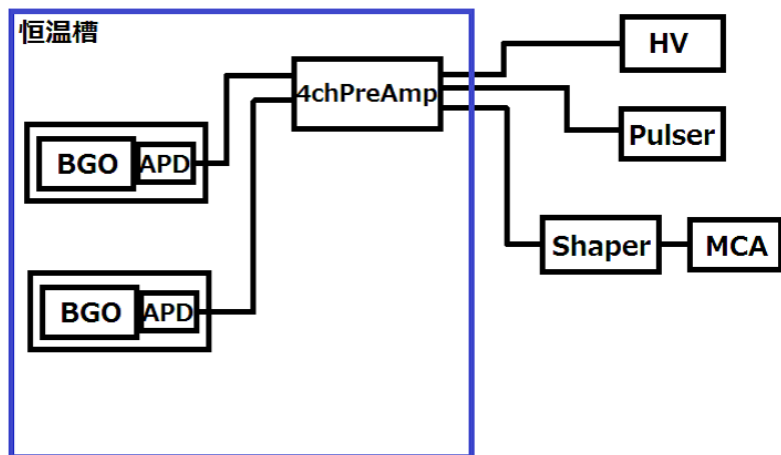 恒温槽
HV
4chPreAmp
Pulser
BGO
APD
Shaper
MCA
BGO
APD